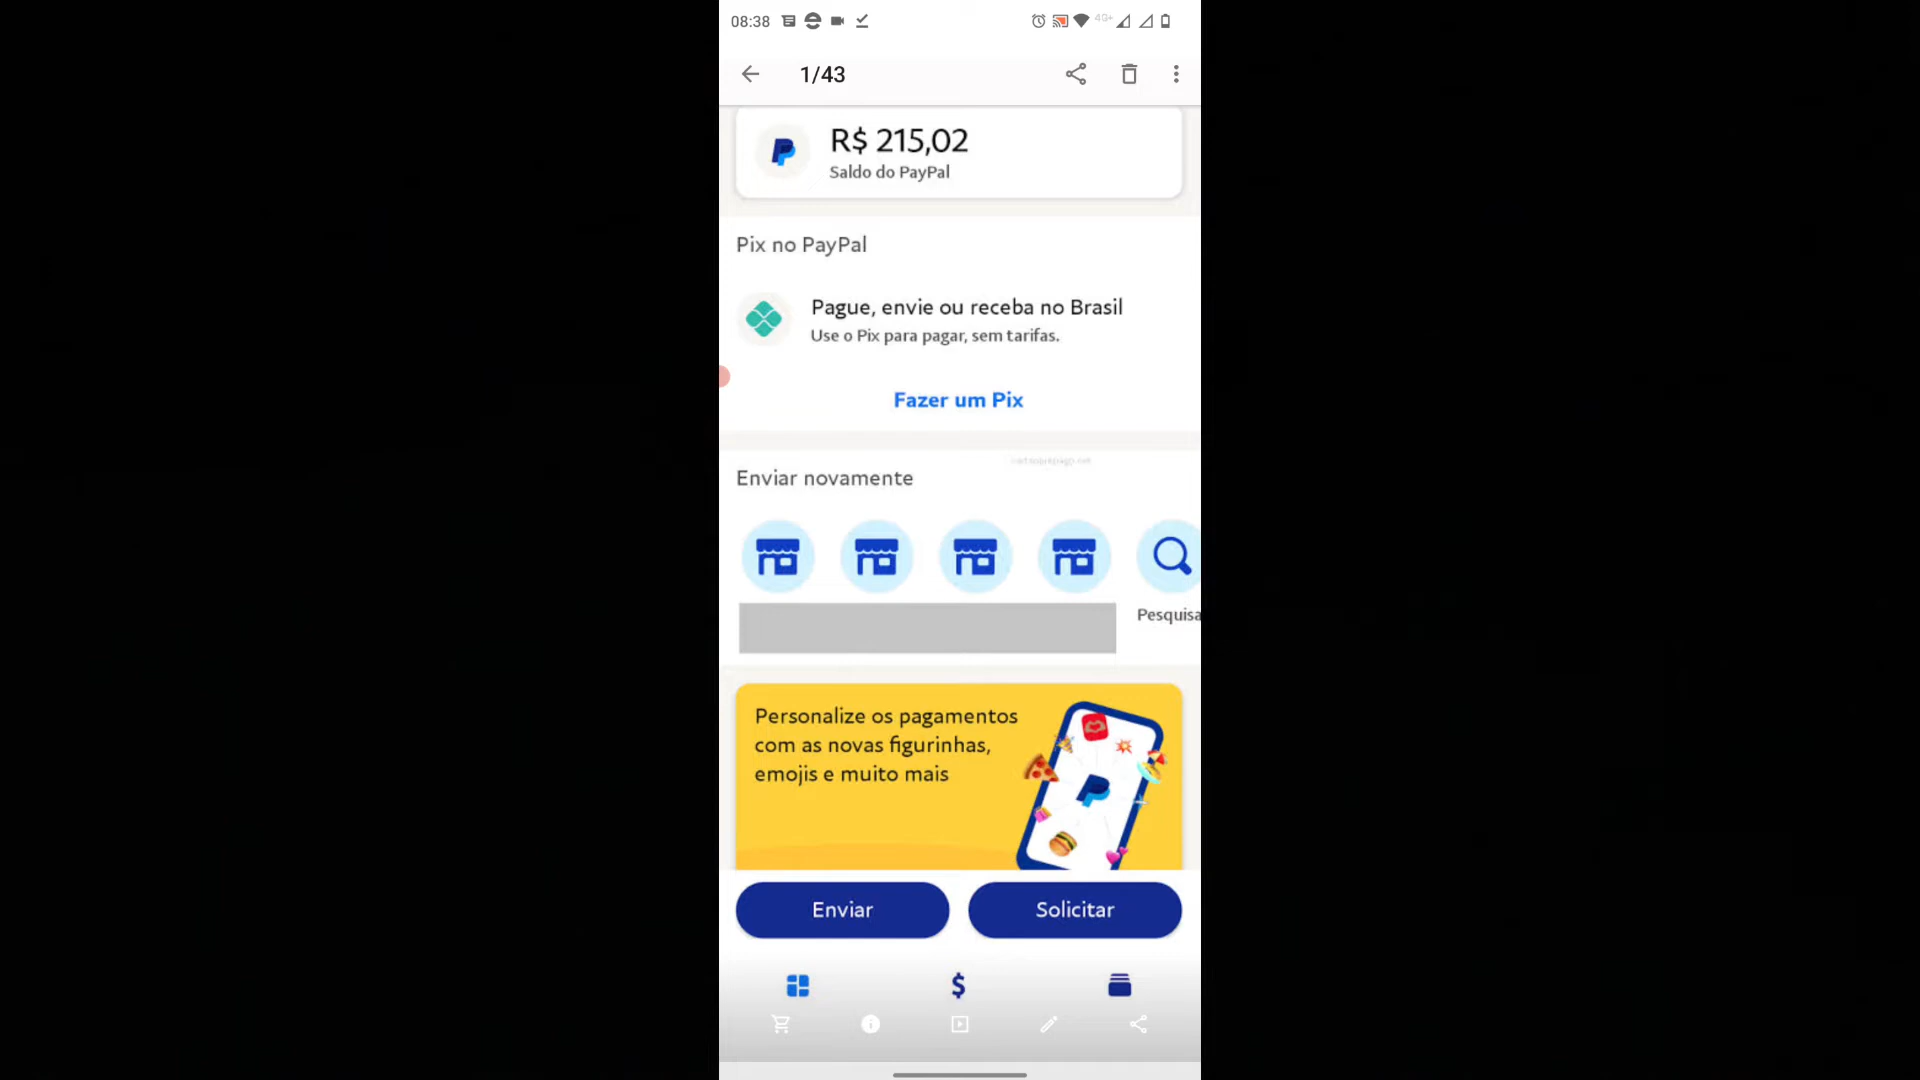 08:38
4G+
1/43
R$ 215,02
Saldo do PayPal
Pix no PayPal
Pague, envie ou receba no Brasil
Use o Pix para pagar, sem tarifas.
Fazer um Pix
Enviar novamente
Pesquisa
Personalize os pagamentos
com as novas figurinhas,
emojis e muito mais
Enviar
Solicitar